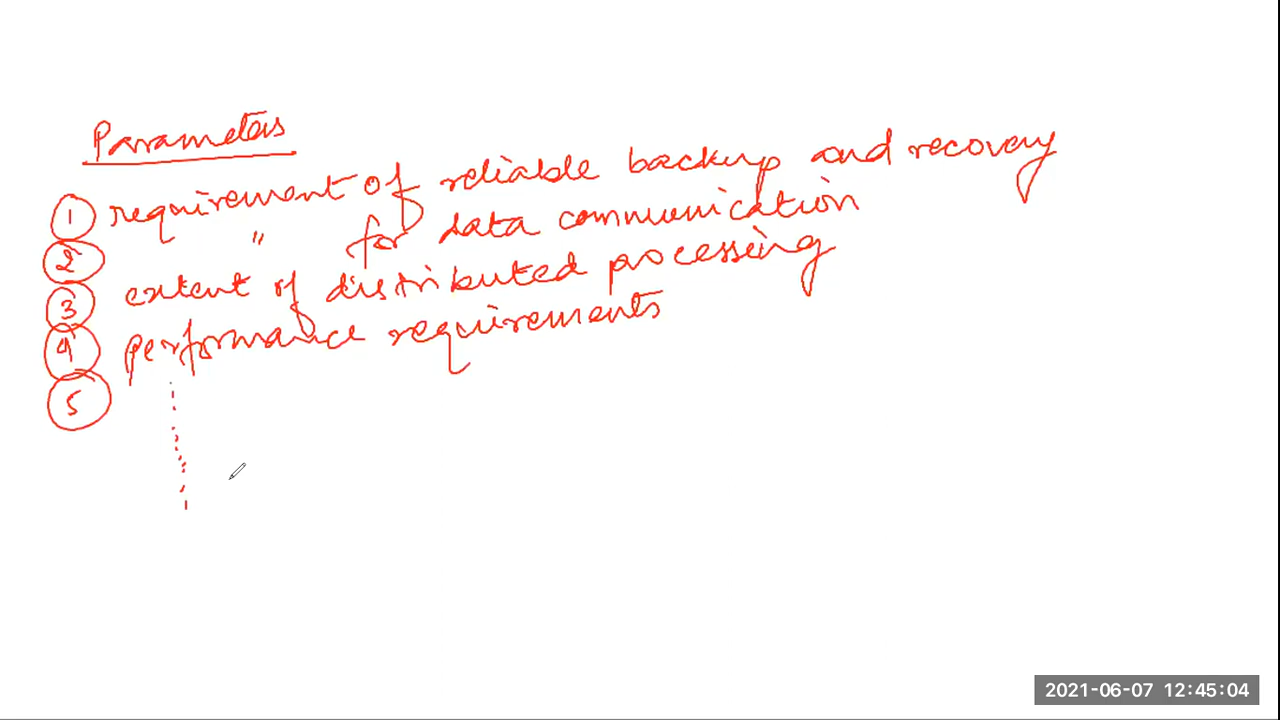 Parameters
1 requirement of reliable backup and recovery
2 " for data communication
3 extent of distributed processing
4 performance requirements
5
2021-06-07 12:45:04